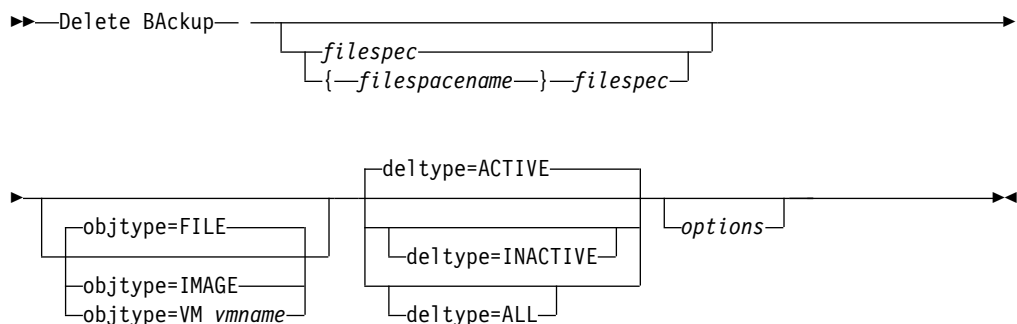 Delete BAckup
filespec
{ filespacename } filespec
deltype=ACTIVE
objtype=FILE
options
deltype=INACTIVE
objtype=IMAGE
objtype=VM vmname
deltype=ALL